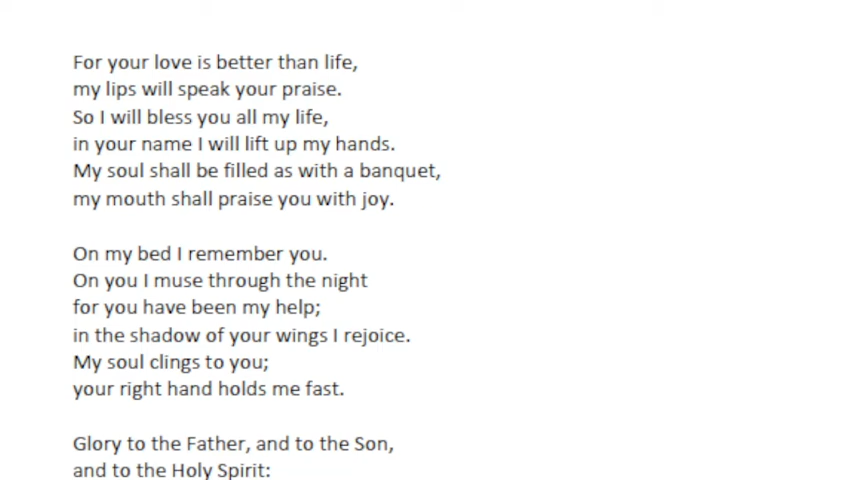 For your love is better than life,
my lips will speak your praise.
So I will bless you all my life,
in your name I will lift up my hands.
My soul shall be filled as with a banquet,
my mouth shall praise you with joy.
On my bed I remember you.
On you I muse through the night
for you have been my help;
in the shadow of your wings I rejoice.
My soul clings to you;
your right hand holds me fast.
Glory to the Father, and to the Son,
and to the Holy Spirit: